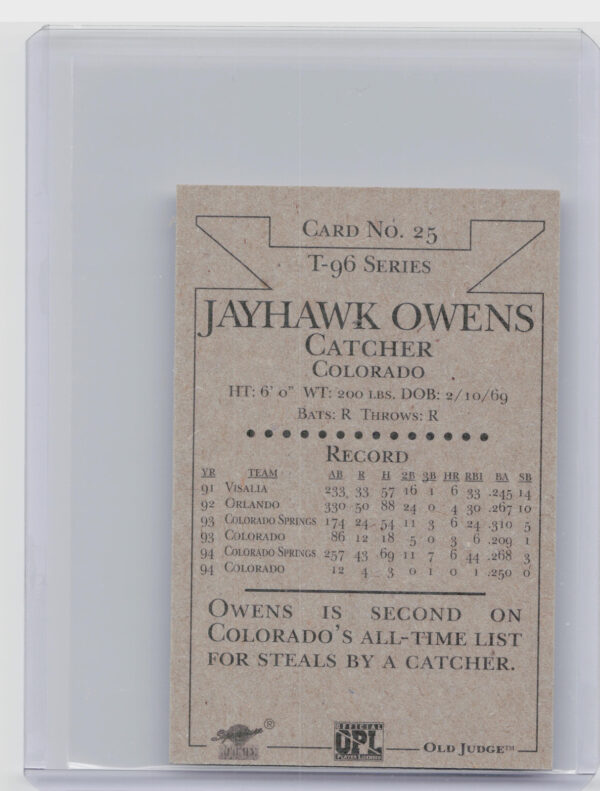 CARD NO. 25
T-96 SERIES
JAYHAWK OWENS
CATCHER
COLORADO
HT: 6' 0" WT: 200 LBS. DOB: 2/10/69
BATS: R THROWS: R
RECORD
YR TEAM AB R H 2B 3B HR RBI BA SB
91 VISALIA 233 33 57 16 1 6 33 .245 14
92 ORLANDO 330 50 88 24 0 4 30 .267 10
93 COLORADO SPRINGS 174 24 54 11 3 6 24 .310 5
93 COLORADO 86 12 18 5 0 3 6 .209 1
94 COLORADO SPRINGS 257 43 69 11 7 6 44 .268 3
94 COLORADO 12 4 3 0 1 0 1 .250 0
OWENS IS SECOND ON
COLORADO'S ALL-TIME LIST
FOR STEALS BY A CATCHER.
Signature ®
OFFICIAL
UPL
PLAYER LICENSEE
OLD JUDGE™